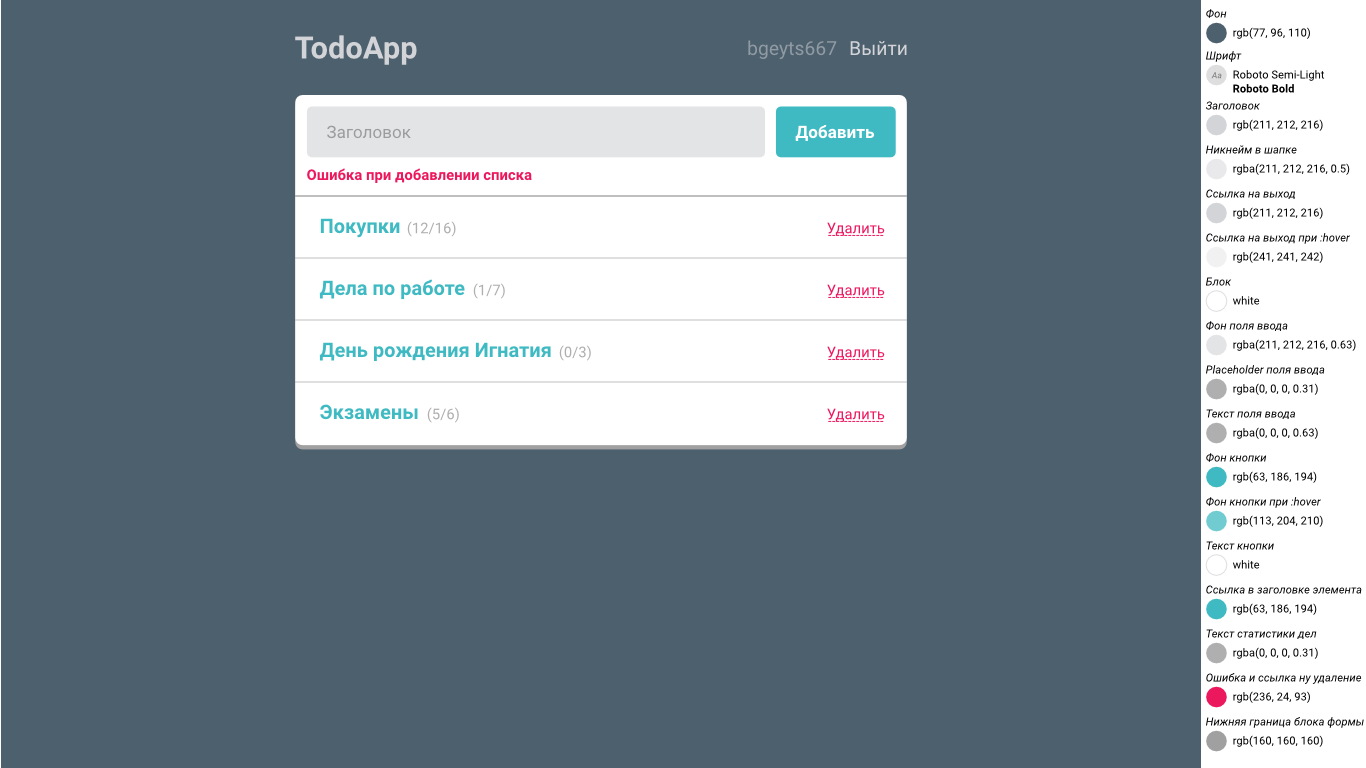 TodoApp
bgeyts667 Выйти
Заголовок
Добавить
Ошибка при добавлении списка
Покупки (12/16)
Удалить
Дела по работе (1/7)
Удалить
День рождения Игнатия (0/3)
Удалить
Экзамены (5/6)
Удалить
Фон
rgb(77, 96, 110)
Шрифт
Aa
Roboto Semi-Light
Roboto Bold
Заголовок
rgb(211, 212, 216)
Никнейм в шапке
rgba(211, 212, 216, 0.5)
Ссылка на выход
rgb(211, 212, 216)
Ссылка на выход при :hover
rgb(241, 241, 242)
Блок
white
Фон поля ввода
rgba(211, 212, 216, 0.63)
Placeholder поля ввода
rgba(0, 0, 0, 0.31)
Текст поля ввода
rgba(0, 0, 0, 0.63)
Фон кнопки
rgb(63, 186, 194)
Фон кнопки при :hover
rgb(113, 204, 210)
Текст кнопки
white
Ссылка в заголовке элемента
rgb(63, 186, 194)
Текст статистики дел
rgba(0, 0, 0, 0.31)
Ошибка и ссылка ну удаление
rgb(236, 24, 93)
Нижняя граница блока формы
rgb(160, 160, 160)